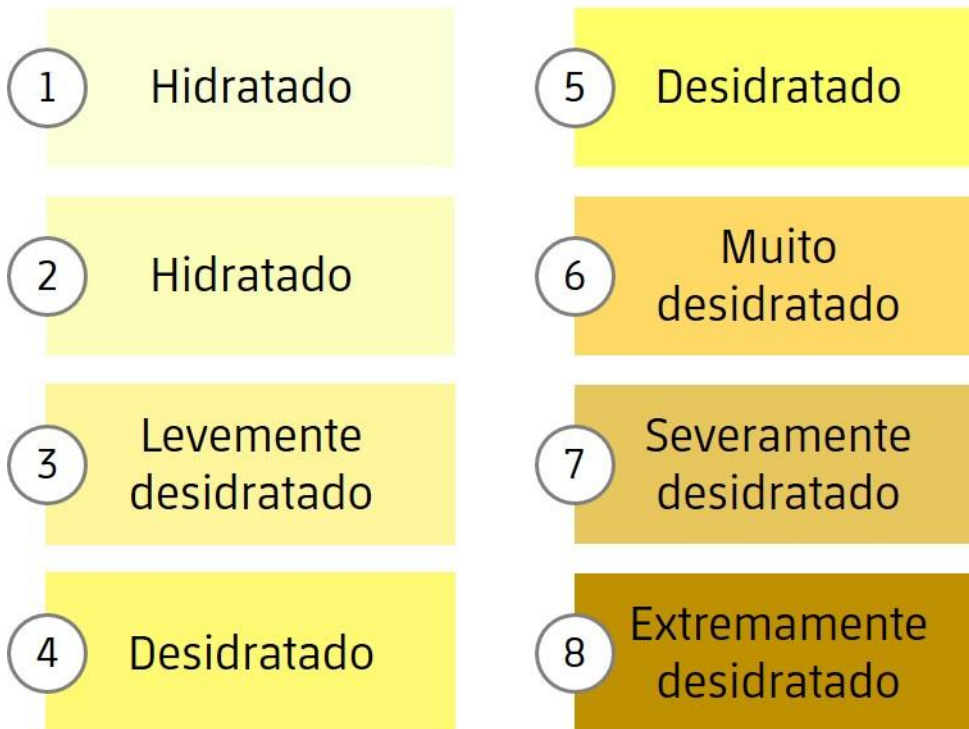 1
Hidratado
2
Hidratado
3
Levemente
desidratado
4
Desidratado
5
Desidratado
6
Muito
desidratado
7
Severamente
desidratado
8
Extremamente
desidratado